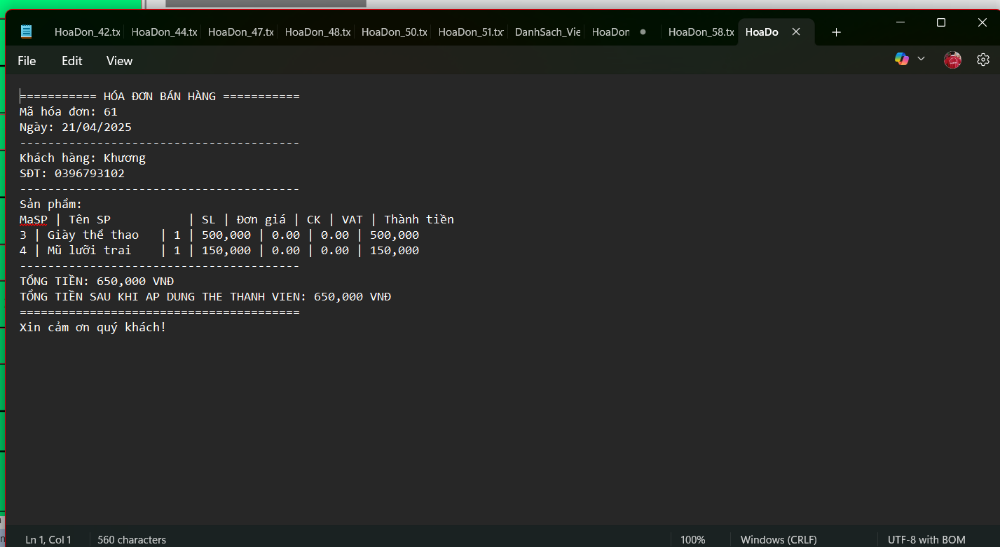 HoaDon_42.tx HoaDon_44.tx HoaDon_47.tx HoaDon_48.tx HoaDon_50.tx HoaDon_51.tx DanhSach_Vie HoaDon HoaDon_58.tx HoaDo
File Edit View
=========== HÓA ĐƠN BÁN HÀNG ===========
Mã hóa đơn: 61
Ngày: 21/04/2025
----------------------------------------
Khách hàng: Khương
SĐT: 0396793102
----------------------------------------
Sản phẩm:
MaSP | Tên SP           | SL | Đơn giá | CK | VAT | Thành tiền
3 | Giày thể thao   | 1 | 500,000 | 0.00 | 0.00 | 500,000
4 | Mũ lưỡi trai    | 1 | 150,000 | 0.00 | 0.00 | 150,000
----------------------------------------
TỔNG TIỀN: 650,000 VNĐ
TỔNG TIỀN SAU KHI AP DUNG THE THANH VIEN: 650,000 VNĐ
========================================
Xin cảm ơn quý khách!
Ln 1, Col 1 560 characters 100% Windows (CRLF) UTF-8 with BOM